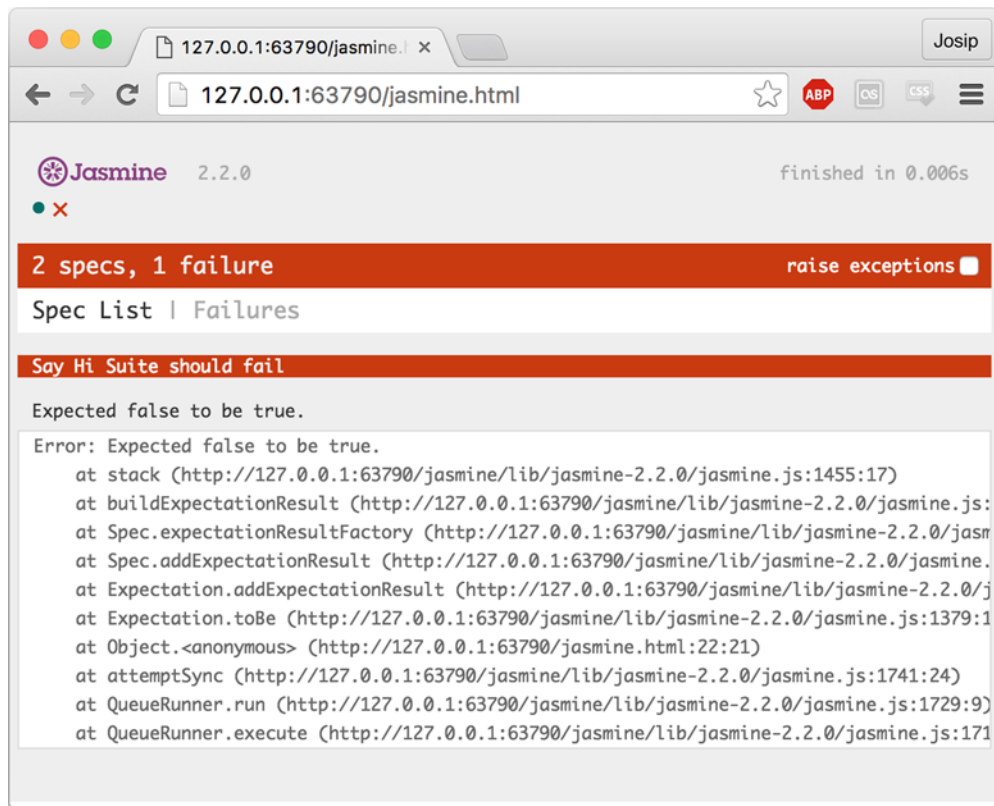 127.0.0.1:63790/jasmine.h ×
Josip
127.0.0.1:63790/jasmine.html
ABP
os
CSS
Jasmine 2.2.0 finished in 0.006s
2 specs, 1 failure raise exceptions
Spec List | Failures
Say Hi Suite should fail
Expected false to be true.
Error: Expected false to be true.
at stack (http://127.0.0.1:63790/jasmine/lib/jasmine-2.2.0/jasmine.js:1455:17)
at buildExpectationResult (http://127.0.0.1:63790/jasmine/lib/jasmine-2.2.0/jasmine.js:
at Spec.expectationResultFactory (http://127.0.0.1:63790/jasmine/lib/jasmine-2.2.0/jasm
at Spec.addExpectationResult (http://127.0.0.1:63790/jasmine/lib/jasmine-2.2.0/jasmine.
at Expectation.addExpectationResult (http://127.0.0.1:63790/jasmine/lib/jasmine-2.2.0/j
at Expectation.toBe (http://127.0.0.1:63790/jasmine/lib/jasmine-2.2.0/jasmine.js:1379:1
at Object.<anonymous> (http://127.0.0.1:63790/jasmine.html:22:21)
at attemptSync (http://127.0.0.1:63790/jasmine/lib/jasmine-2.2.0/jasmine.js:1741:24)
at QueueRunner.run (http://127.0.0.1:63790/jasmine/lib/jasmine-2.2.0/jasmine.js:1729:9)
at QueueRunner.execute (http://127.0.0.1:63790/jasmine/lib/jasmine-2.2.0/jasmine.js:171